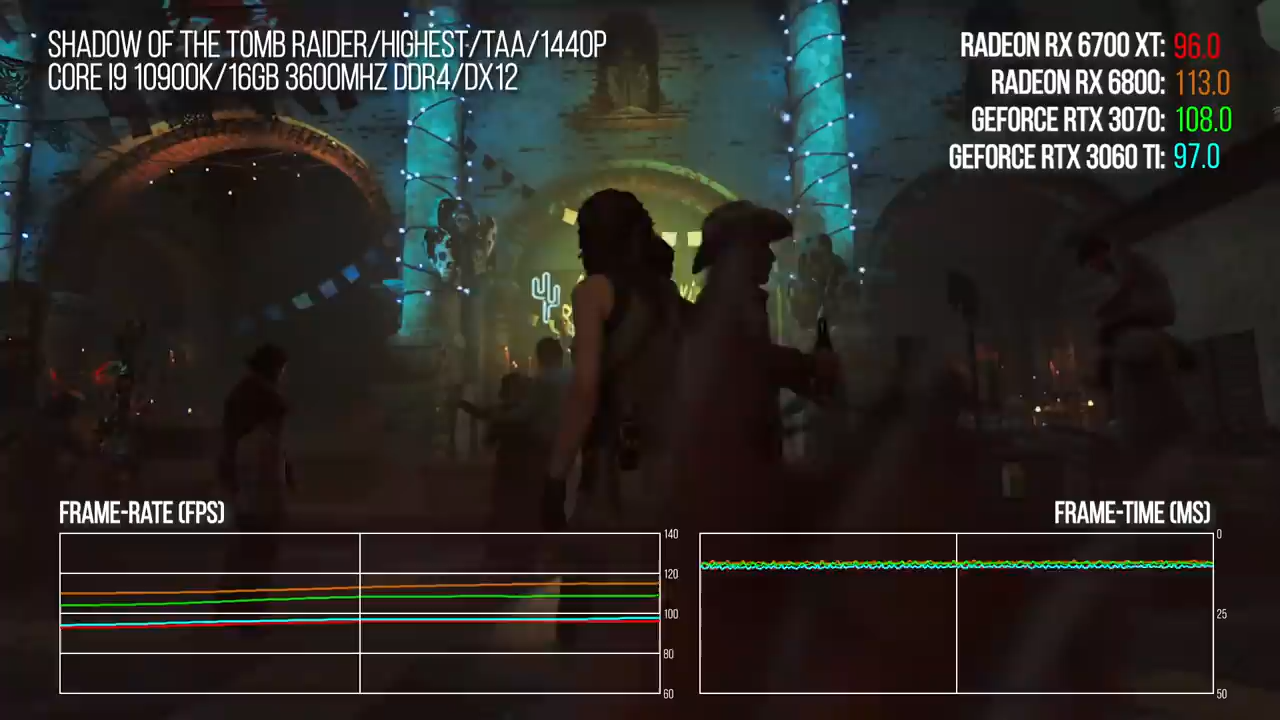 SHADOW OF THE TOMB RAIDER/HIGHEST/TAA/1440P
CORE I9 10900K/16GB 3600MHZ DDR4/DX12
RADEON RX 6700 XT: 96.0
RADEON RX 6800: 113.0
GEFORCE RTX 3070: 108.0
GEFORCE RTX 3060 TI: 97.0
FRAME-RATE (FPS)
140
120
100
80
60
FRAME-TIME (MS)
0
25
50